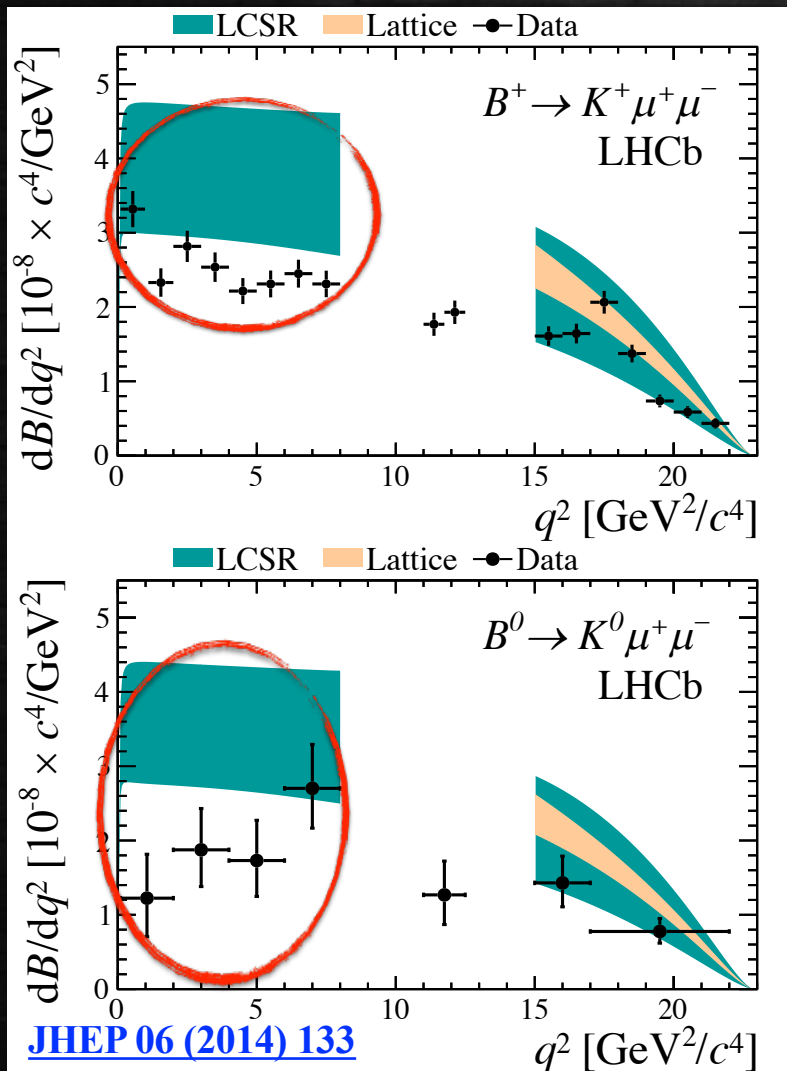 LCSR Lattice Data
dB/dq² [10⁻⁸ × c⁴/GeV²]
5
4
3
2
1
0
B⁺ → K⁺μ⁺μ⁻
LHCb
0 5 10 15 20
q² [GeV²/c⁴]
LCSR Lattice Data
dB/dq² [10⁻⁸ × c⁴/GeV²]
5
4
3
2
1
0
B⁰ → K⁰μ⁺μ⁻
LHCb
0 5 10 15 20
q² [GeV²/c⁴]
JHEP 06 (2014) 133